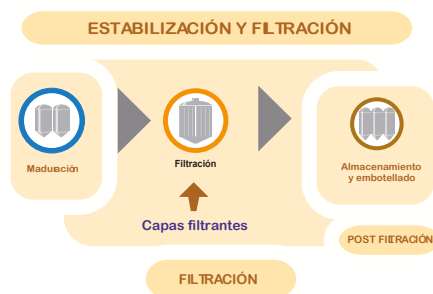 ESTABILIZACIÓN Y FILTRACIÓN
Maduración
Filtración
Almacenamiento
y embotellado
Capas filtrantes
POST FILTRACIÓN
FILTRACIÓN